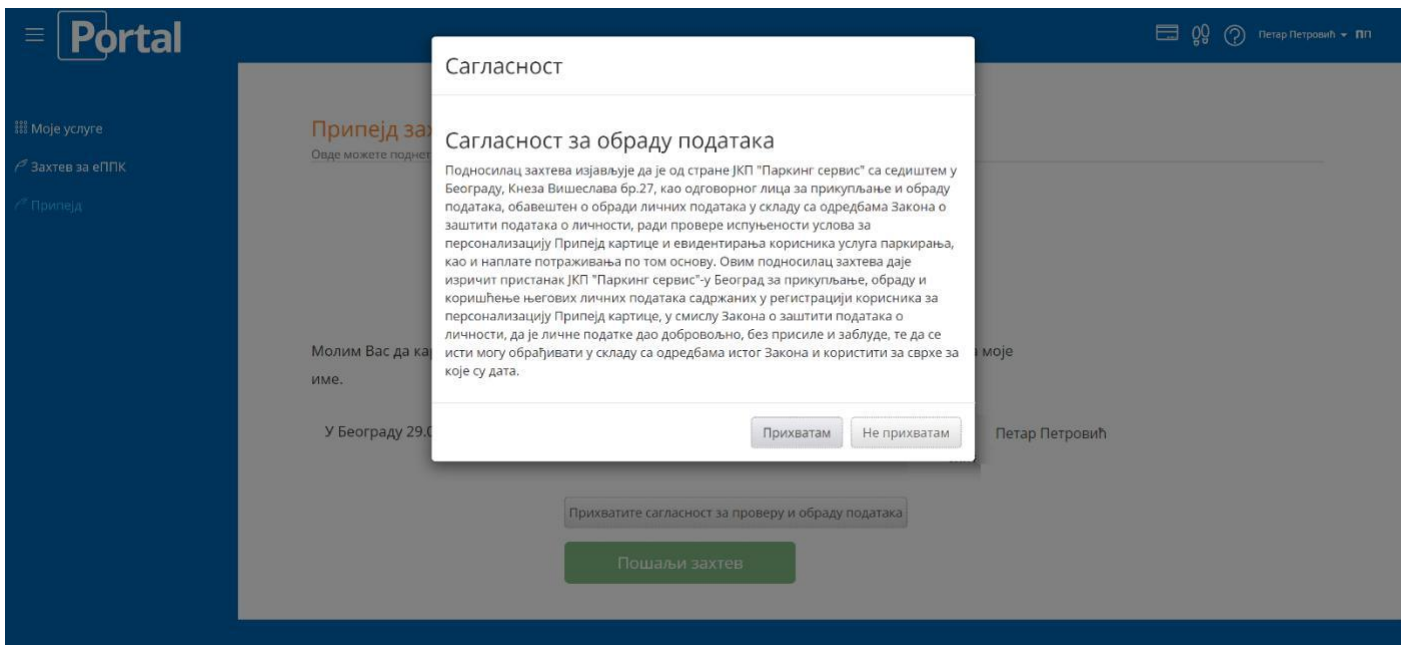 Portal
Петар Петровић
ПП
Моје услуге
Захтев за еППК
Припејд
Припејд
Овде можете
Сагласност
Сагласност за обраду података
Подносилац захтева изјављује да је од стране ЈКП "Паркинг сервис" са седиштем у
Београду, Кнеза Вишеслава бр.27, као одговорног лица за прикупљање и обраду
података, обавештен о обради личних података у складу са одредбама Закона о
заштити података о личности, ради провере испуњености услова за
персонализацију Припејд картице и евидентирања корисника услуга паркирања,
као и наплате потраживања по том основу. Овим подносилац захтева даје
изричит пристанак ЈКП "Паркинг сервис"-у Београд за прикупљање, обраду и
коришћење његових личних података садржаних у регистрацији корисника за
персонализацију Припејд картице, у смислу Закона о заштити података о
личности, да је личне податке дао добровољно, без присиле и заблуде, те да се
исти могу обрађивати у складу са одредбама истог Закона и користити за сврхе за
које су дата.
Прихватам
Не прихватам
Молим Вас да
моје
име.
У Београду 29.
Петар Петровић
Прихватите сагласност за проверу и обраду података
Пошаљи захтев